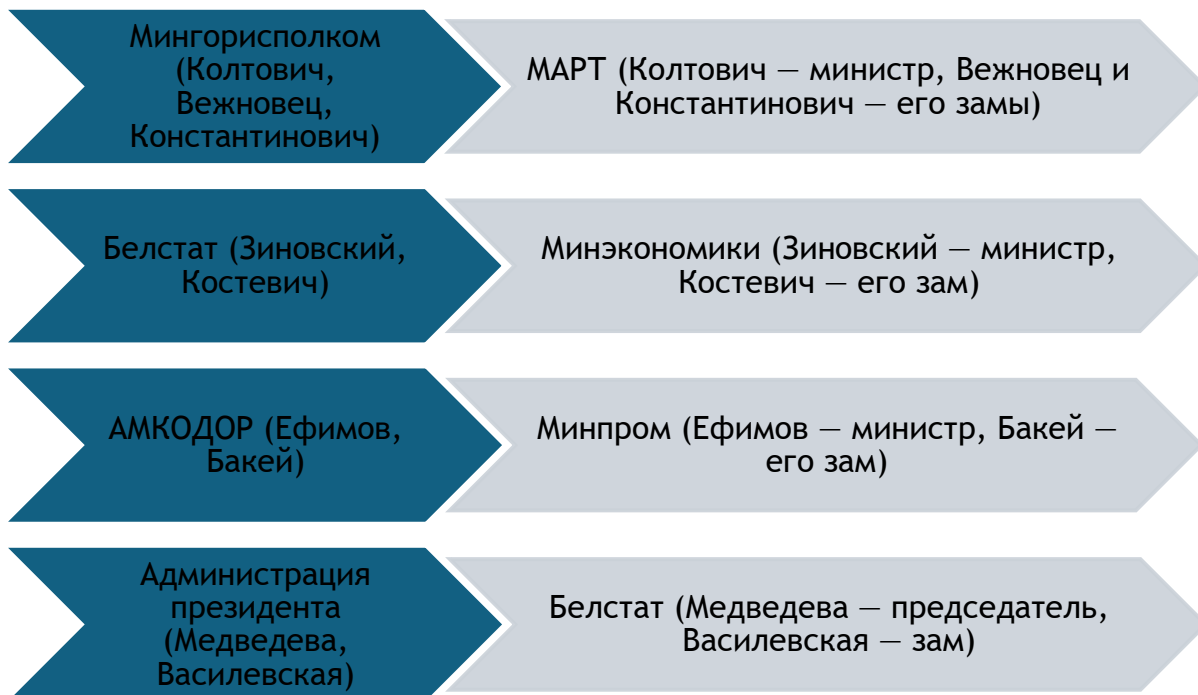 Мингорисполком
(Колтович,
Вежновец,
Константинович)
МАРТ (Колтович — министр, Вежновец и
Константинович — его замы)
Белстат (Зиновский,
Костевич)
Минэкономики (Зиновский — министр,
Костевич — его зам)
АМКОДОР (Ефимов,
Бакей)
Минпром (Ефимов — министр, Бакей —
его зам)
Администрация
президента
(Медведева,
Василевская)
Белстат (Медведева — председатель,
Василевская — зам)